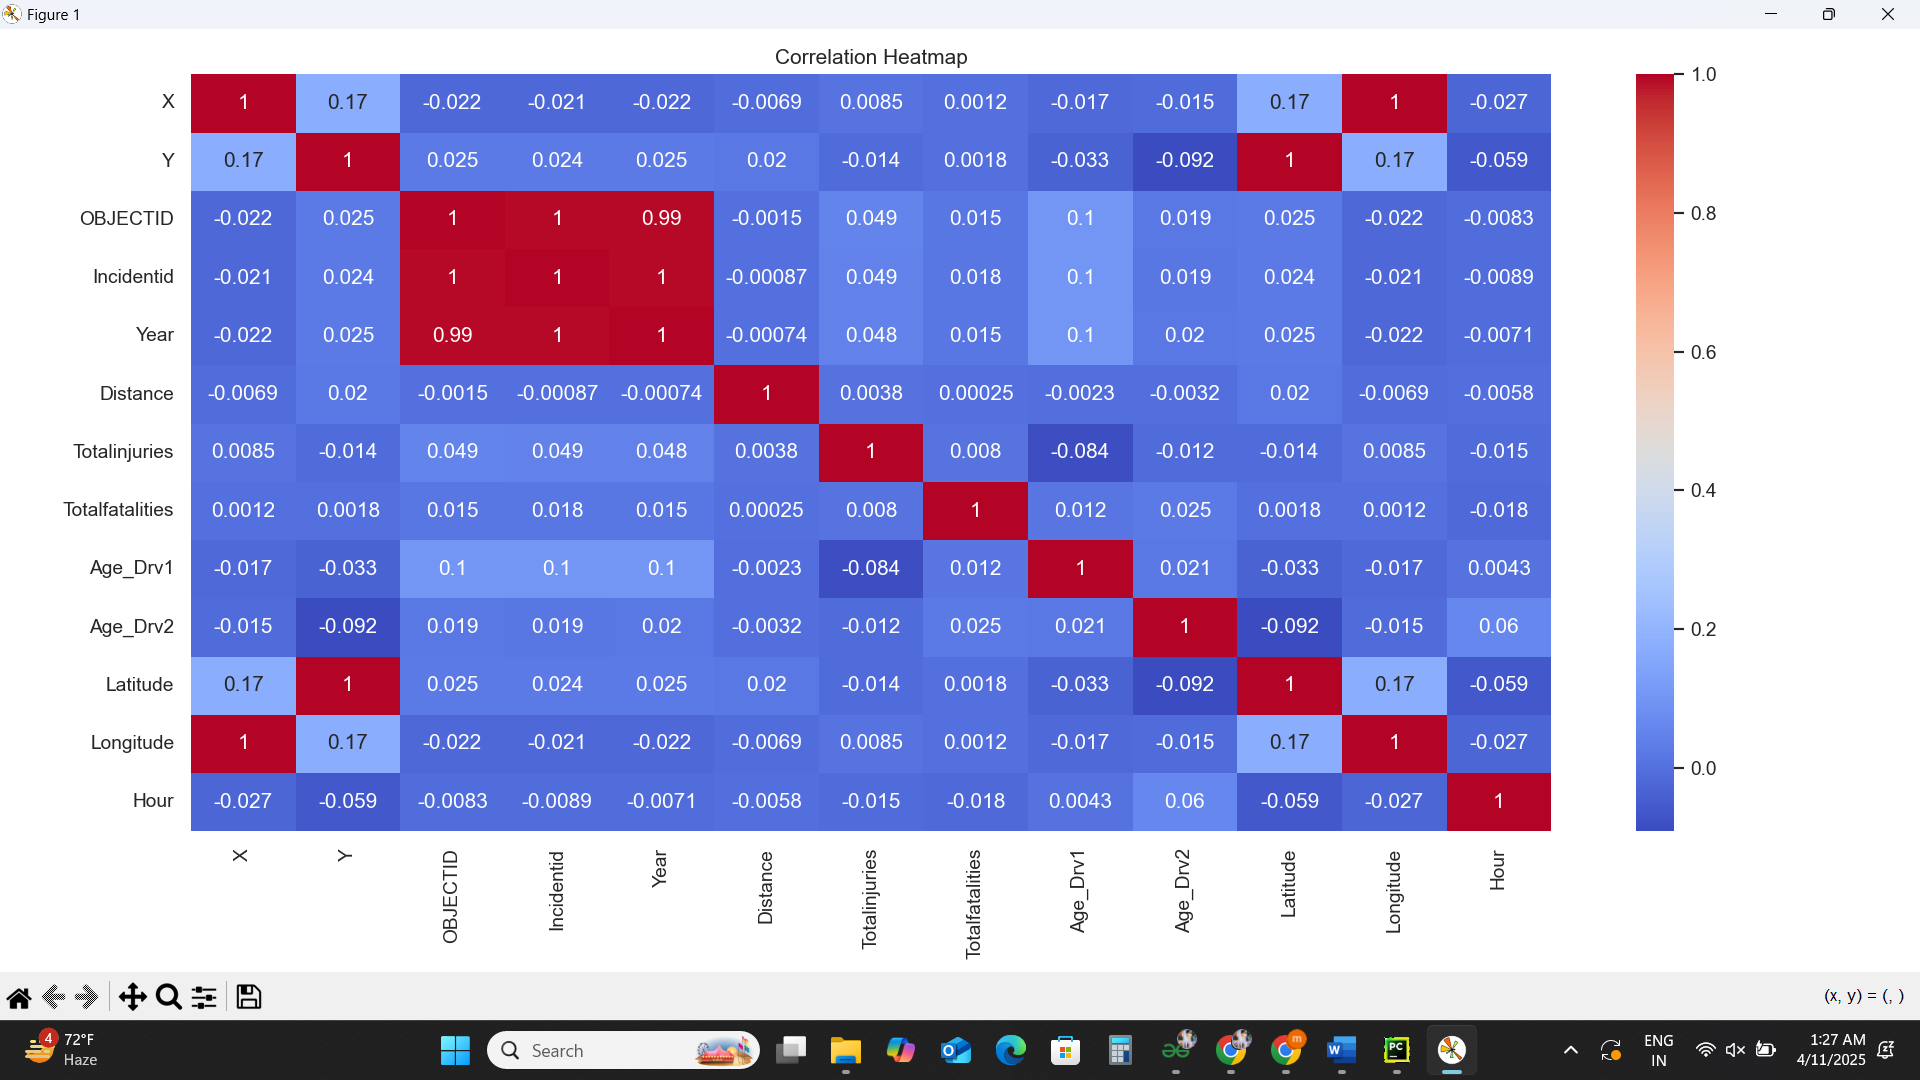 Figure 1
Correlation Heatmap
X 1 0.17 -0.022 -0.021 -0.022 -0.0069 0.0085 0.0012 -0.017 -0.015 0.17 1 -0.027
Y 0.17 1 0.025 0.024 0.025 0.02 -0.014 0.0018 -0.033 -0.092 1 0.17 -0.059
OBJECTID -0.022 0.025 1 1 0.99 -0.0015 0.049 0.015 0.1 0.019 0.025 -0.022 -0.0083
Incidentid -0.021 0.024 1 1 1 -0.00087 0.049 0.018 0.1 0.019 0.024 -0.021 -0.0089
Year -0.022 0.025 0.99 1 1 -0.00074 0.048 0.015 0.1 0.02 0.025 -0.022 -0.0071
Distance -0.0069 0.02 -0.0015 -0.00087 -0.00074 1 0.0038 0.00025 -0.0023 -0.0032 0.02 -0.0069 -0.0058
Totalinjuries 0.0085 -0.014 0.049 0.049 0.048 0.0038 1 0.008 -0.084 -0.012 -0.014 0.0085 -0.015
Totalfatalities 0.0012 0.0018 0.015 0.018 0.015 0.00025 0.008 1 0.012 0.025 0.0018 0.0012 -0.018
Age_Drv1 -0.017 -0.033 0.1 0.1 0.1 -0.0023 -0.084 0.012 1 0.021 -0.033 -0.017 0.0043
Age_Drv2 -0.015 -0.092 0.019 0.019 0.02 -0.0032 -0.012 0.025 0.021 1 -0.092 -0.015 0.06
Latitude 0.17 1 0.025 0.024 0.025 0.02 -0.014 0.0018 -0.033 -0.092 1 0.17 -0.059
Longitude 1 0.17 -0.022 -0.021 -0.022 -0.0069 0.0085 0.0012 -0.017 -0.015 0.17 1 -0.027
Hour -0.027 -0.059 -0.0083 -0.0089 -0.0071 -0.0058 -0.015 -0.018 0.0043 0.06 -0.059 -0.027 1
X Y OBJECTID Incidentid Year Distance Totalinjuries Totalfatalities Age_Drv1 Age_Drv2 Latitude Longitude Hour
1.0
0.8
0.6
0.4
0.2
0.0
(x, y) = (, )
4
72°F
Haze
Search
m
W
PC
ENG
IN
1:27 AM
4/11/2025